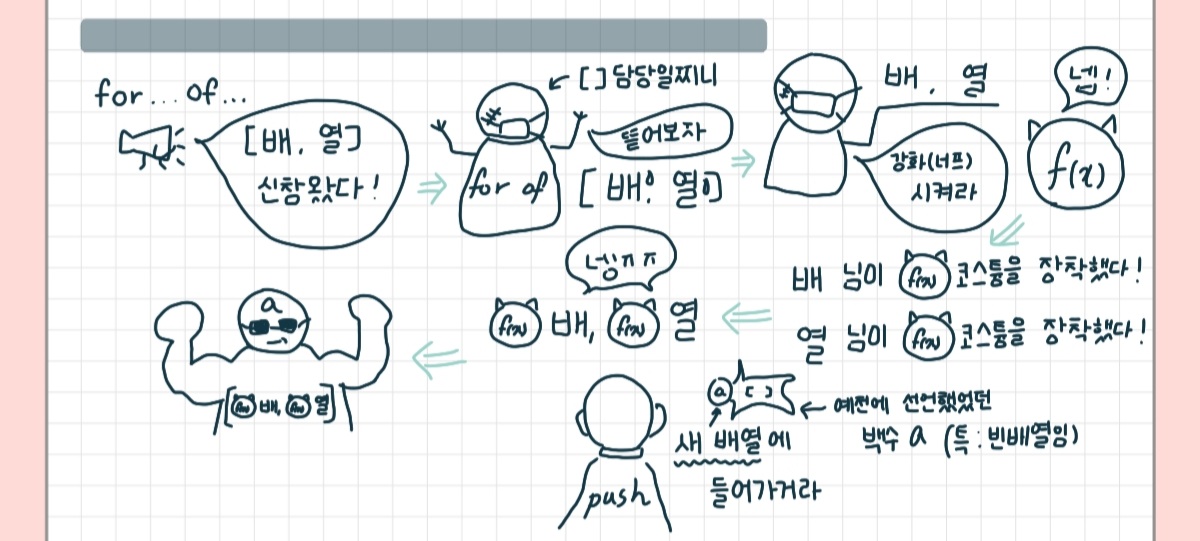 for... of...
[배, 열]
신참 왔다!
[ ] 담당일찌니
뜯어보자
for of
[배, 열]
배, 열
강화(너프)
시켜라
넵!
f(x)
배 님이 f(x) 코스튬을 장착했다!
열 님이 f(x) 코스튬을 장착했다!
넹ㅠㅠ
f(x) 배, f(x) 열
push
a [ ]
새 배열에
들어가거라
예전에 선언했었던
백수 a (특:빈배열임)
a
[f(x) 배, f(x) 열]